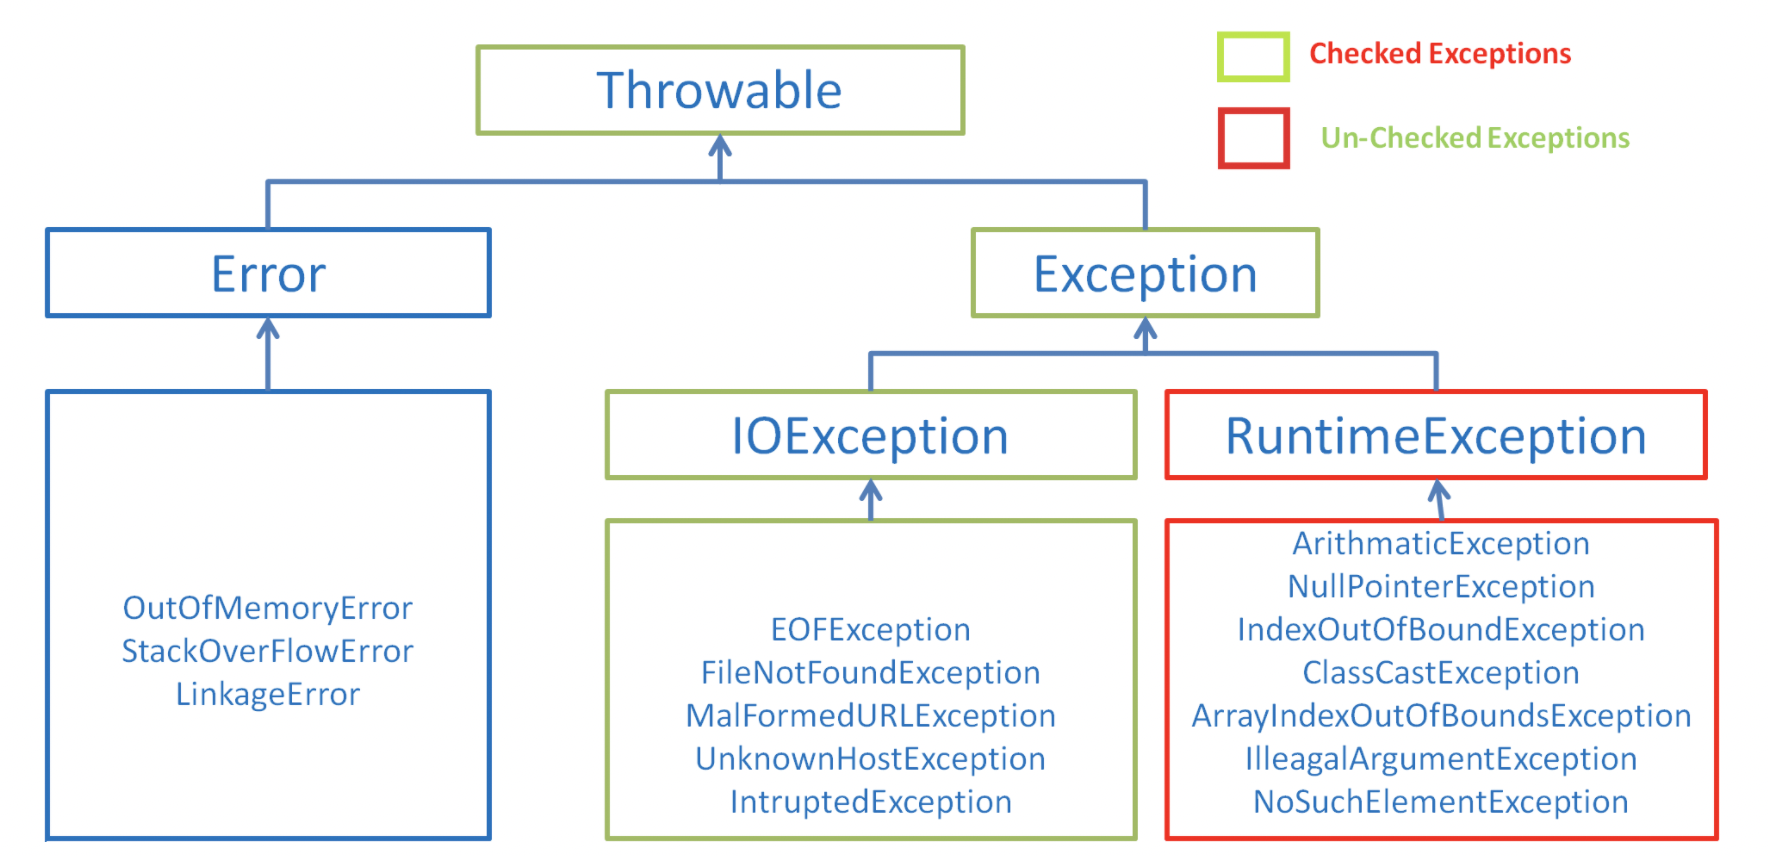 Throwable
Checked Exceptions
Un-Checked Exceptions
Error
Exception
IOException
RuntimeException
OutOfMemoryError
StackOverFlowError
LinkageError
EOFException
FileNotFoundException
MalFormedURLException
UnknownHostException
IntruptedException
ArithmaticException
NullPointerException
IndexOutOfBoundException
ClassCastException
ArrayIndexOutOfBoundsException
IlleagalArgumentException
NoSuchElementException